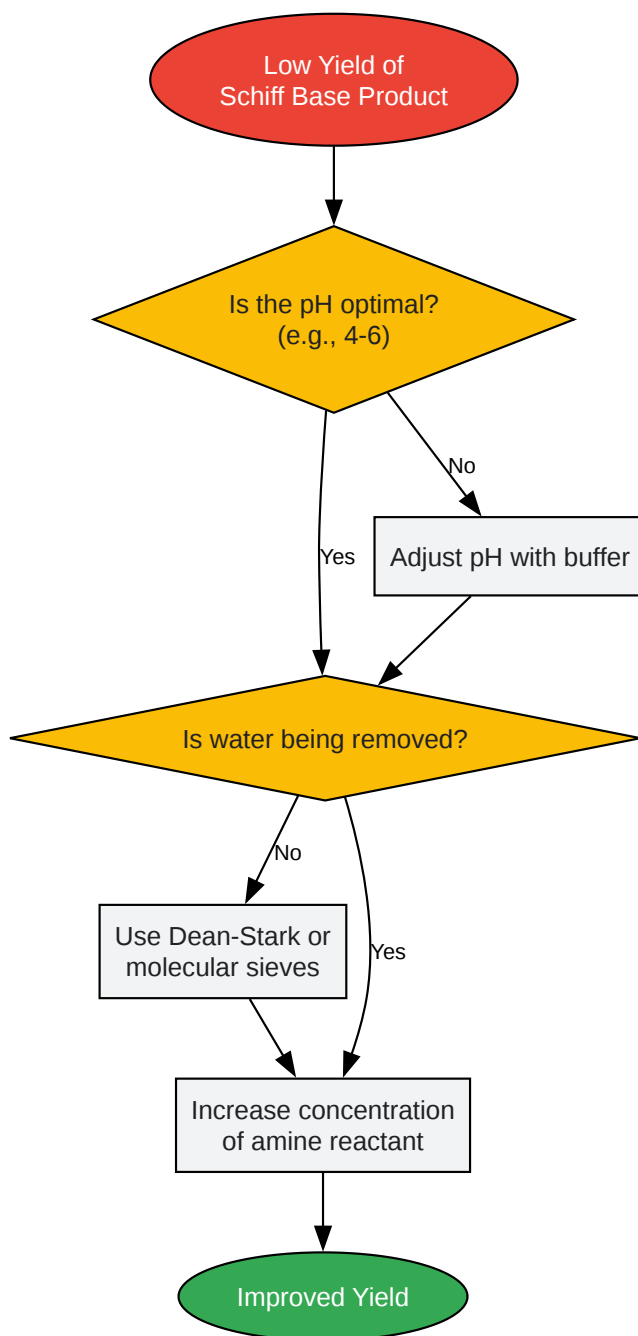 Low Yield of
Schiff Base Product
Is the pH optimal?
(e.g., 4-6)
No
Yes
Adjust pH with buffer
Is water being removed?
No
Use Dean-Stark or
molecular sieves
Yes
Increase concentration
of amine reactant
Improved Yield